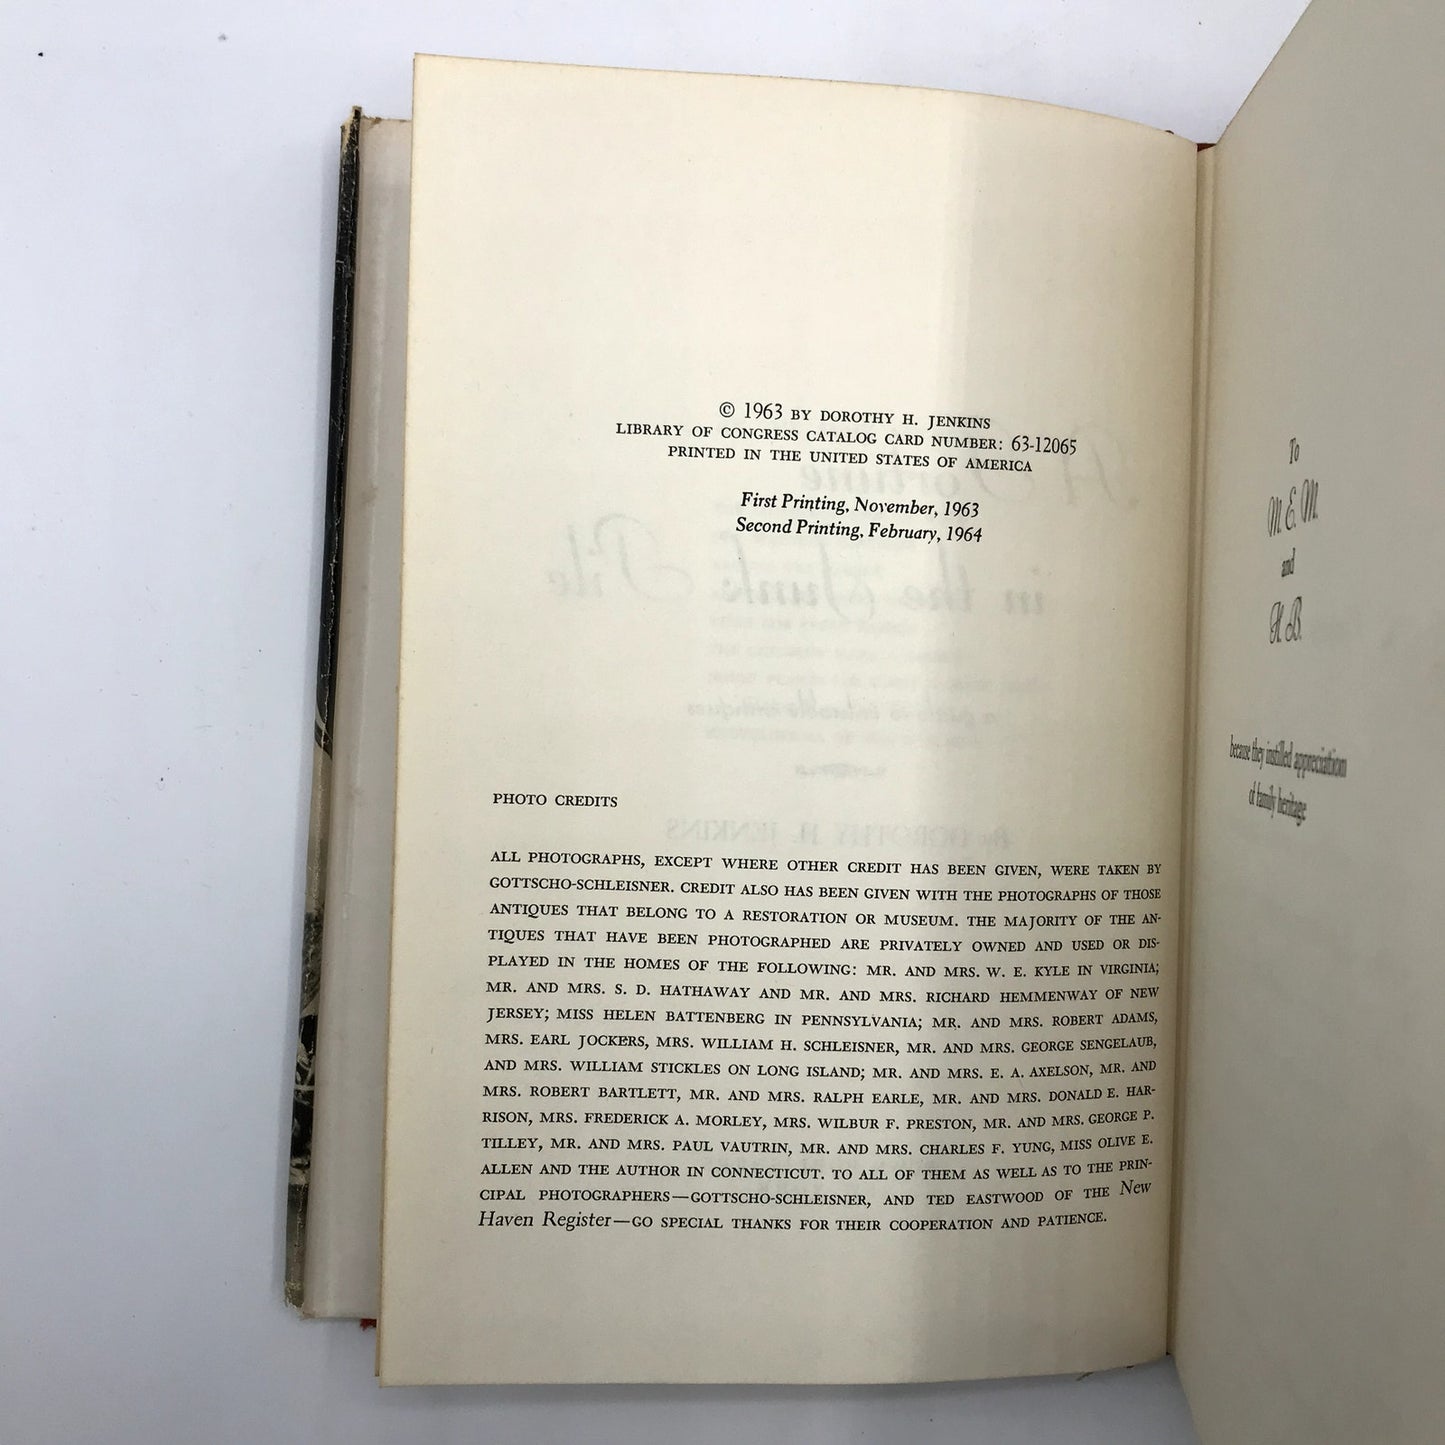 © 1963 BY DOROTHY H. JENKINS
LIBRARY OF CONGRESS CATALOG CARD NUMBER: 63-12065
PRINTED IN THE UNITED STATES OF AMERICA
First Printing, November, 1963
Second Printing, February, 1964
PHOTO CREDITS
ALL PHOTOGRAPHS, EXCEPT WHERE OTHER CREDIT HAS BEEN GIVEN, WERE TAKEN BY
GOTTSCHO-SCHLEISNER. CREDIT ALSO HAS BEEN GIVEN WITH THE PHOTOGRAPHS OF THOSE
ANTIQUES THAT BELONG TO A RESTORATION OR MUSEUM. THE MAJORITY OF THE AN-
TIQUES THAT HAVE BEEN PHOTOGRAPHED ARE PRIVATELY OWNED AND USED OR DIS-
PLAYED IN THE HOMES OF THE FOLLOWING: MR. AND MRS. W. E. KYLE IN VIRGINIA;
MR. AND MRS. S. D. HATHAWAY AND MR. AND MRS. RICHARD HEMMENWAY OF NEW
JERSEY; MISS HELEN BATTENBERG IN PENNSYLVANIA; MR. AND MRS. ROBERT ADAMS,
MRS. EARL JOCKERS, MRS. WILLIAM H. SCHLEISNER, MR. AND MRS. GEORGE SENGELAUB,
AND MRS. WILLIAM STICKLES ON LONG ISLAND; MR. AND MRS. E. A. AXELSON, MR. AND
MRS. ROBERT BARTLETT, MR. AND MRS. RALPH EARLE, MR. AND MRS. DONALD E. HAR-
RISON, MRS. FREDERICK A. MORLEY, MRS. WILBUR F. PRESTON, MR. AND MRS. GEORGE P.
TILLEY, MR. AND MRS. PAUL VAUTRIN, MR. AND MRS. CHARLES F. YUNG, MISS OLIVE E.
ALLEN AND THE AUTHOR IN CONNECTICUT. TO ALL OF THEM AS WELL AS TO THE PRIN-
CIPAL PHOTOGRAPHERS—GOTTSCHO-SCHLEISNER, AND TED EASTWOOD OF THE New
Haven Register—GO SPECIAL THANKS FOR THEIR COOPERATION AND PATIENCE.
To
M. E. M.
and
H. B.
because they instilled appreciation
of family heritage